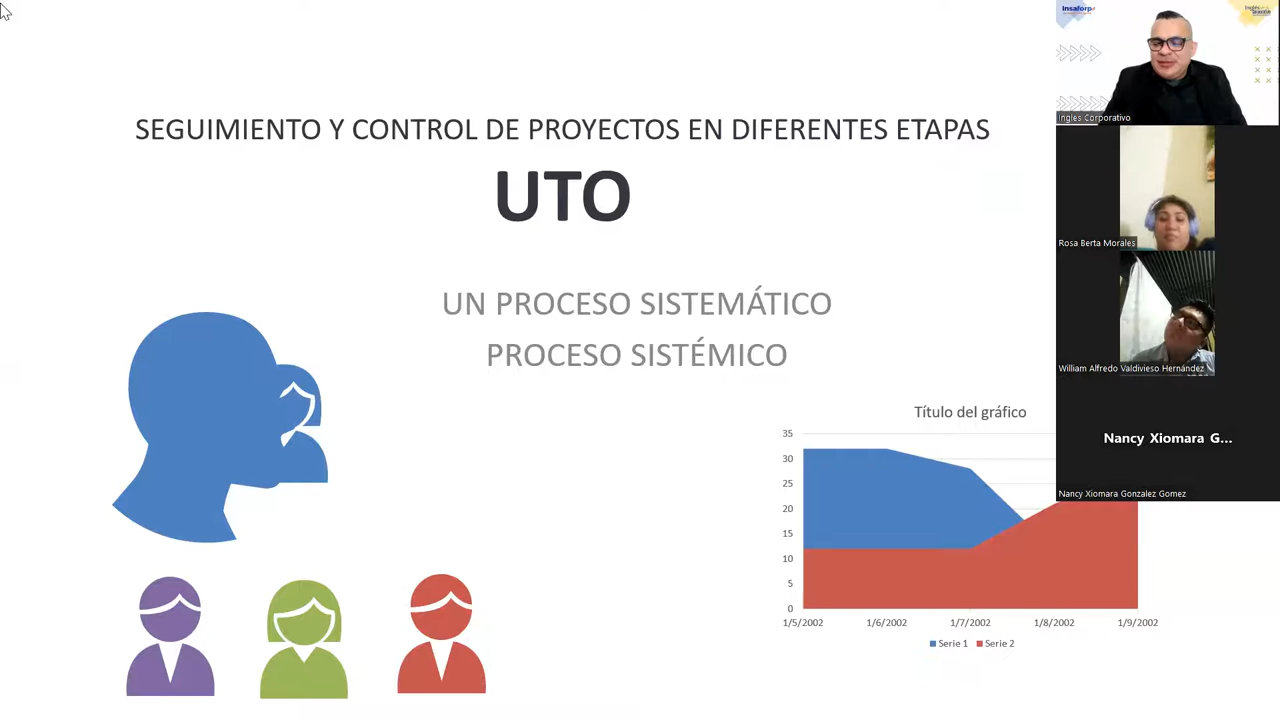 SEGUIMIENTO Y CONTROL DE PROYECTOS EN DIFERENTES ETAPAS
UTO
UN PROCESO SISTEMÁTICO
PROCESO SISTÉMICO
Título del gráfico
35
30
25
20
15
10
5
0
1/5/2002 1/6/2002 1/7/2002 1/8/2002 1/9/2002
Serie 1 Serie 2
Insaforp
Ingles Corporativo
Rosa Berta Morales
William Alfredo Valdivieso Hernández
Nancy Xiomara G...
Nancy Xiomara Gonzalez Gomez